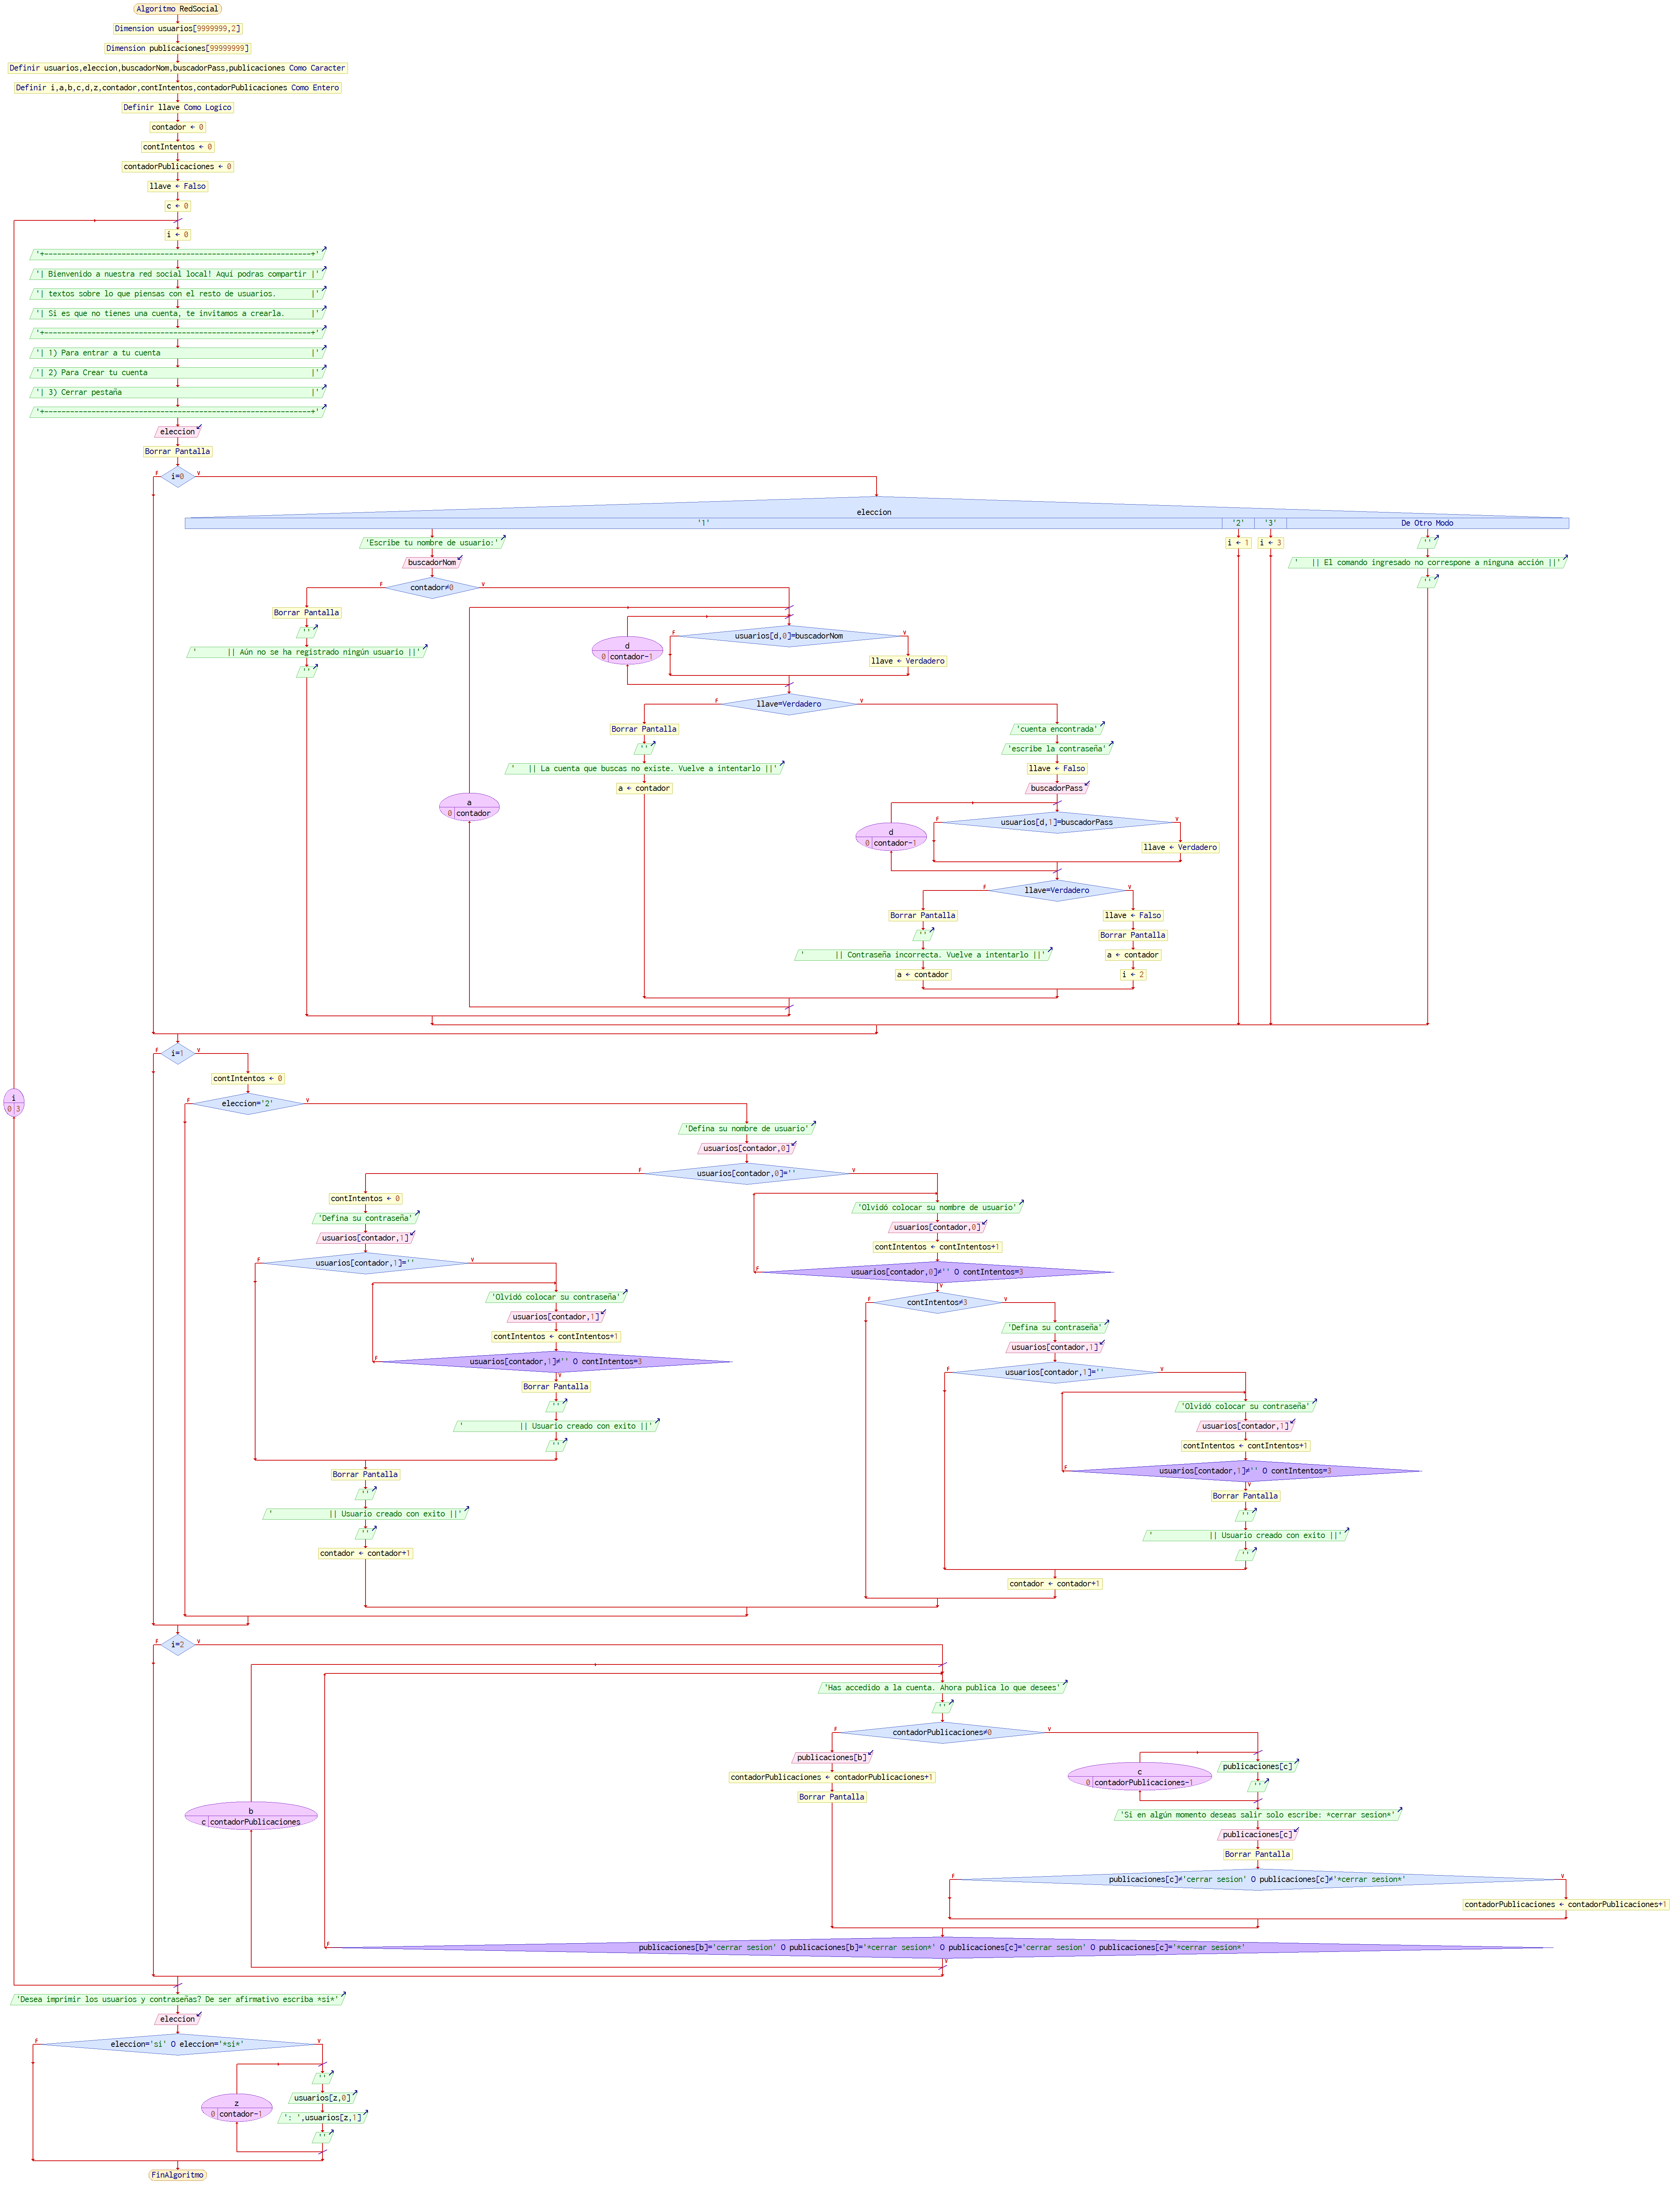 Algoritmo RedSocial
Dimension usuarios[9999999,2]
Dimension publicaciones[99999999]
Definir usuarios,eleccion,buscadorNom,buscadorPass,publicaciones Como Caracter
Definir i,a,b,c,d,z,contador,contIntentos,contadorPublicaciones Como Entero
Definir llave Como Logico
contador ← 0
contIntentos ← 0
contadorPublicaciones ← 0
llave ← Falso
c ← 0
i ← 0
'+--------------------------------------------------------------+'
'| Bienvenido a nuestra red social local! Aquí podras compartir |'
'| textos sobre lo que piensas con el resto de usuarios.        |'
'| Si es que no tienes una cuenta, te invitamos a crearla.      |'
'+--------------------------------------------------------------+'
'| 1) Para entrar a tu cuenta                                   |'
'| 2) Para Crear tu cuenta                                      |'
'| 3) Cerrar pestaña                                            |'
'+--------------------------------------------------------------+'
eleccion
Borrar Pantalla
F i=0 V
eleccion
'1' '2' '3' De Otro Modo
'Escribe tu nombre de usuario:'
i ← 1
i ← 3
''
buscadorNom
'   || El comando ingresado no correspone a ninguna acción ||'
''
F contador≠0 V
Borrar Pantalla
''
'       || Aún no se ha registrado ningún usuario ||'
''
F usuarios[d,0]=buscadorNom V
d
0 contador-1
llave ← Verdadero
F llave=Verdadero V
Borrar Pantalla
''
'   || La cuenta que buscas no existe. Vuelve a intentarlo ||'
a ← contador
'cuenta encontrada'
'escribe la contraseña'
llave ← Falso
buscadorPass
a
0 contador
F usuarios[d,1]=buscadorPass V
d
0 contador-1
llave ← Verdadero
F llave=Verdadero V
Borrar Pantalla
''
'       || Contraseña incorrecta. Vuelve a intentarlo ||'
a ← contador
llave ← Falso
Borrar Pantalla
a ← contador
i ← 2
F i=1 V
contIntentos ← 0
i
0 3
F eleccion='2' V
'Defina su nombre de usuario'
usuarios[contador,0]
F usuarios[contador,0]='' V
contIntentos ← 0
'Defina su contraseña'
usuarios[contador,1]
F usuarios[contador,1]='' V
'Olvidó colocar su contraseña'
usuarios[contador,1]
contIntentos ← contIntentos+1
F usuarios[contador,1]≠'' O contIntentos=3
V
Borrar Pantalla
''
'             || Usuario creado con exito ||'
''
Borrar Pantalla
''
'             || Usuario creado con exito ||'
''
contador ← contador+1
'Olvidó colocar su nombre de usuario'
usuarios[contador,0]
contIntentos ← contIntentos+1
F usuarios[contador,0]≠'' O contIntentos=3
V
F contIntentos≠3 V
'Defina su contraseña'
usuarios[contador,1]
F usuarios[contador,1]='' V
'Olvidó colocar su contraseña'
usuarios[contador,1]
contIntentos ← contIntentos+1
F usuarios[contador,1]≠'' O contIntentos=3
V
Borrar Pantalla
''
'             || Usuario creado con exito ||'
''
contador ← contador+1
F i=2 V
'Has accedido a la cuenta. Ahora publica lo que desees'
''
F contadorPublicaciones≠0 V
publicaciones[b]
contadorPublicaciones ← contadorPublicaciones+1
Borrar Pantalla
publicaciones[c]
''
c
0 contadorPublicaciones-1
b
c contadorPublicaciones
'Si en algún momento deseas salir solo escribe: *cerrar sesion*'
publicaciones[c]
Borrar Pantalla
F publicaciones[c]≠'cerrar sesion' O publicaciones[c]≠'*cerrar sesion*' V
contadorPublicaciones ← contadorPublicaciones+1
F publicaciones[b]='cerrar sesion' O publicaciones[b]='*cerrar sesion*' O publicaciones[c]='cerrar sesion' O publicaciones[c]='*cerrar sesion*'
V
'Desea imprimir los usuarios y contraseñas? De ser afirmativo escriba *si*'
eleccion
F eleccion='si' O eleccion='*si*' V
''
usuarios[z,0]
z
0 contador-1
': ',usuarios[z,1]
''
FinAlgoritmo